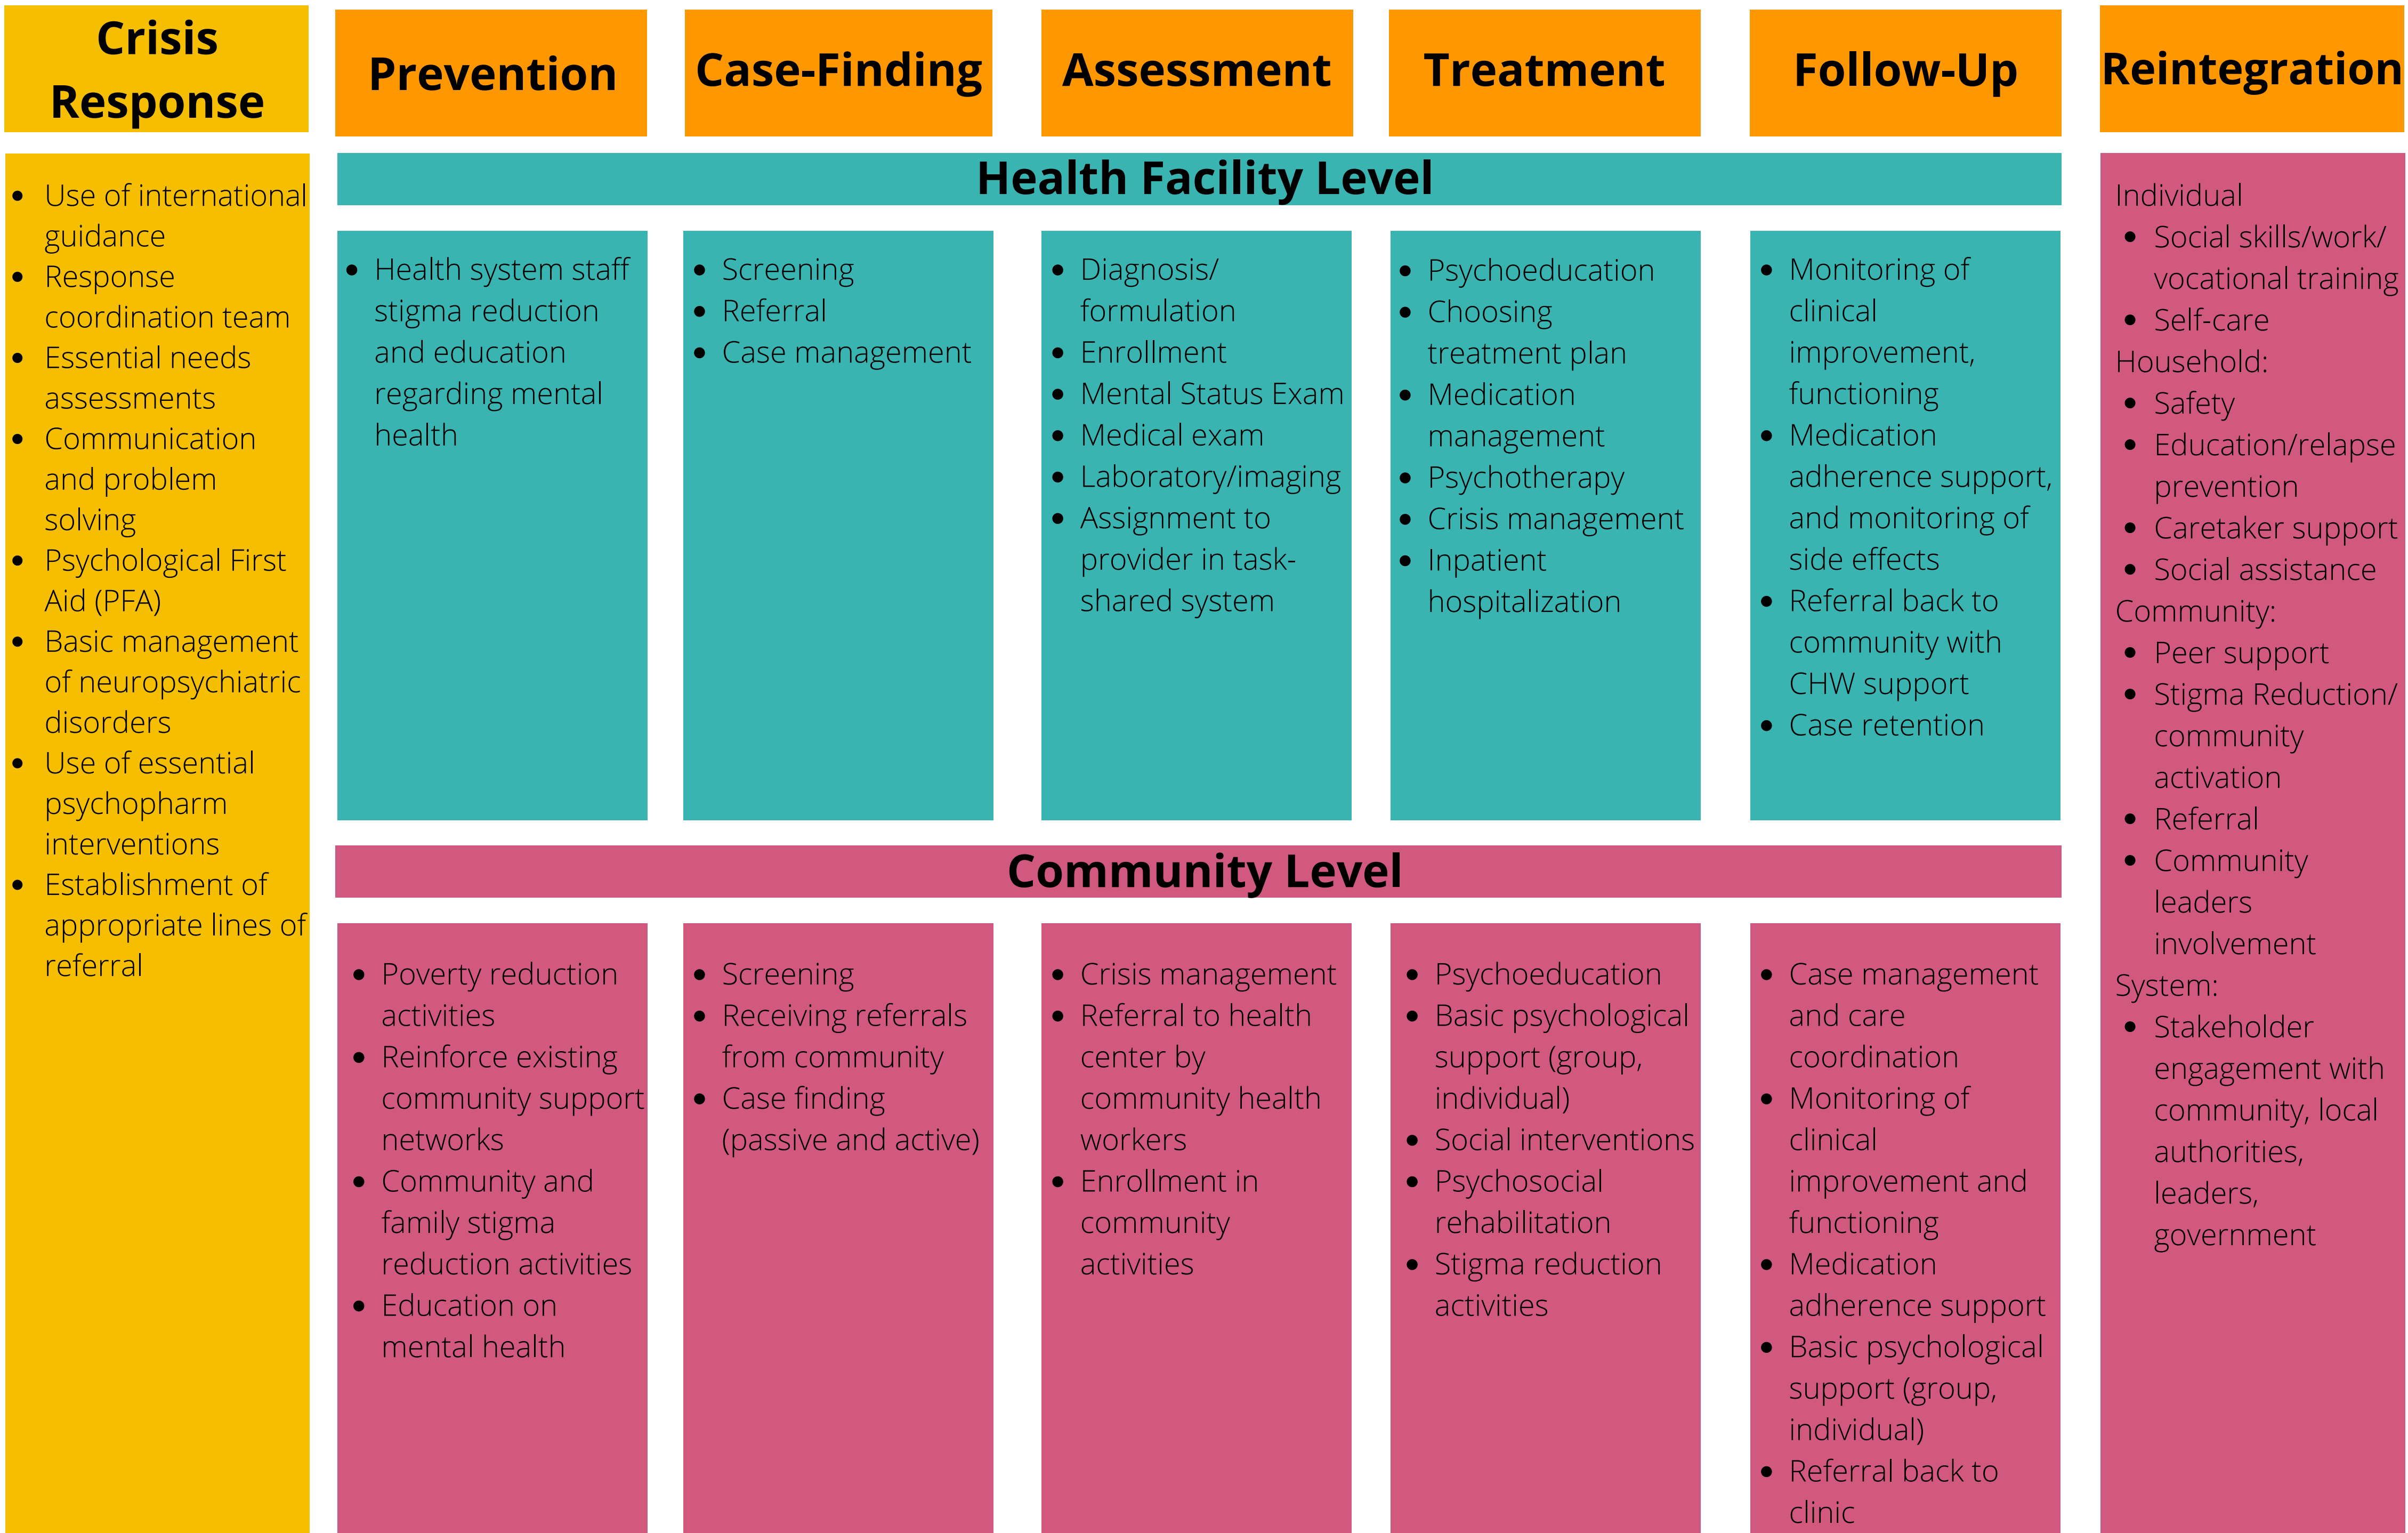 Crisis
Response
Prevention
Case-Finding
Assessment
Treatment
Follow-Up
Reintegration
• Use of international
guidance
• Response
coordination team
• Essential needs
assessments
• Communication
and problem
solving
• Psychological First
Aid (PFA)
• Basic management
of neuropsychiatric
disorders
• Use of essential
psychopharm
interventions
• Establishment of
appropriate lines of
referral
Health Facility Level
• Health system staff
stigma reduction
and education
regarding mental
health
• Screening
• Referral
• Case management
• Diagnosis/
formulation
• Enrollment
• Mental Status Exam
• Medical exam
• Laboratory/imaging
• Assignment to
provider in task-
shared system
• Psychoeducation
• Choosing
treatment plan
• Medication
management
• Psychotherapy
• Crisis management
• Inpatient
hospitalization
• Monitoring of
clinical
improvement,
functioning
• Medication
adherence support,
and monitoring of
side effects
• Referral back to
community with
CHW support
• Case retention
Community Level
• Poverty reduction
activities
• Reinforce existing
community support
networks
• Community and
family stigma
reduction activities
• Education on
mental health
• Screening
• Receiving referrals
from community
• Case finding
(passive and active)
• Crisis management
• Referral to health
center by
community health
workers
• Enrollment in
community
activities
• Psychoeducation
• Basic psychological
support (group,
individual)
• Social interventions
• Psychosocial
rehabilitation
• Stigma reduction
activities
• Case management
and care
coordination
• Monitoring of
clinical
improvement and
functioning
• Medication
adherence support
• Basic psychological
support (group,
individual)
• Referral back to
clinic
Individual
• Social skills/work/
vocational training
• Self-care
Household:
• Safety
• Education/relapse
prevention
• Caretaker support
• Social assistance
Community:
• Peer support
• Stigma Reduction/
community
activation
• Referral
• Community
leaders
involvement
System:
• Stakeholder
engagement with
community, local
authorities,
leaders,
government